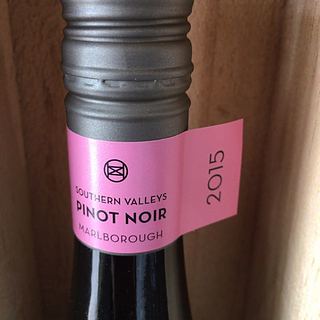 SOUTHERN VALLEYS
PINOT NOIR
MARLBOROUGH
2015